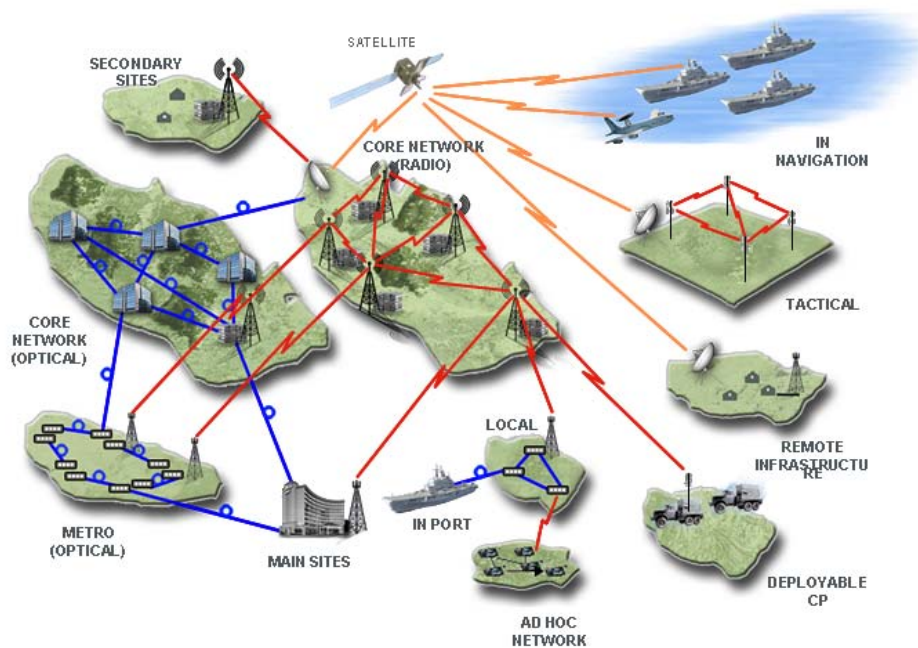 SATELLITE
SECONDARY
SITES
CORE NETWORK
(RADIO)
IN
NAVIGATION
TACTICAL
CORE
NETWORK
(OPTICAL)
LOCAL
REMOTE
INFRASTRUCTU
RE
METRO
(OPTICAL)
MAIN SITES
IN PORT
DEPLOYABLE
CP
AD HOC
NETWORK